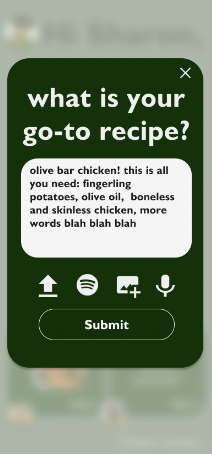 what is your
go-to recipe?
olive bar chicken! this is all
you need: fingerling
potatoes, olive oil,  boneless
and skinless chicken, more
words blah blah blah
Submit